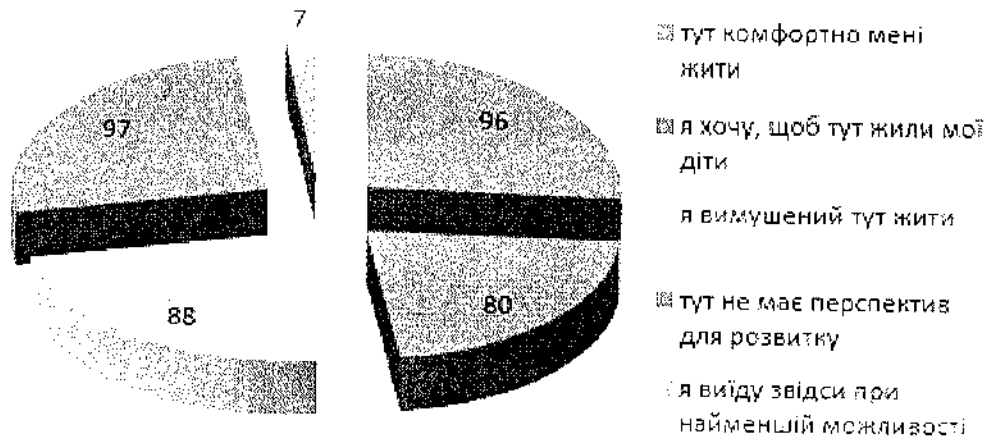 7
97
96
88
80
тут комфортно мені
жити
я хочу, щоб тут жили мої
діти
я вимушений тут жити
тут не має перспектив
для розвитку
я виїду звідси при
найменшій можливості